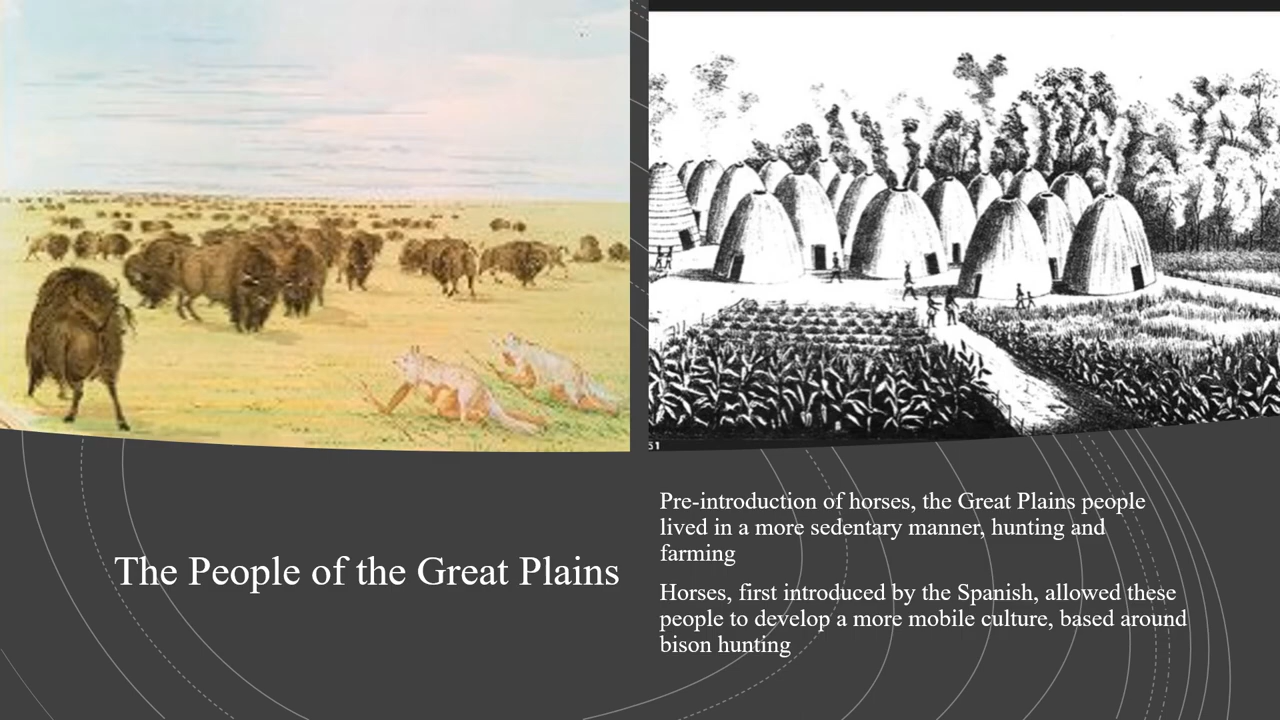 51
The People of the Great Plains
Pre-introduction of horses, the Great Plains people
lived in a more sedentary manner, hunting and
farming
Horses, first introduced by the Spanish, allowed these
people to develop a more mobile culture, based around
bison hunting